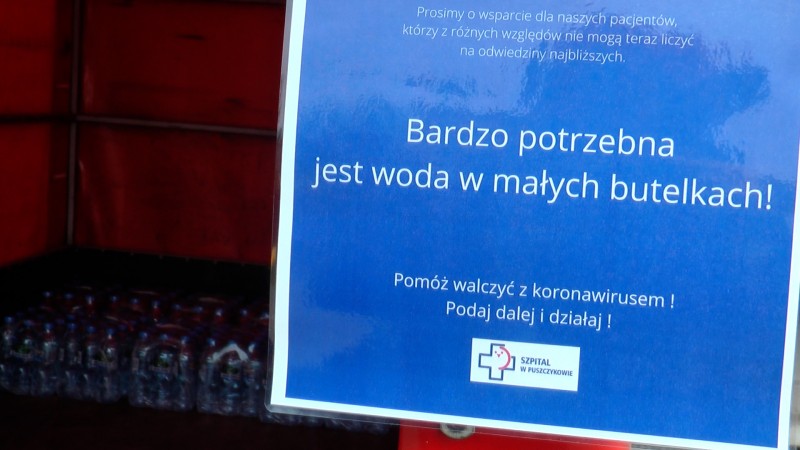 Prosimy o wsparcie dla naszych pacjentów,
którzy z różnych względów nie mogą teraz liczyć
na odwiedziny najbliższych.
Bardzo potrzebna
jest woda w małych butelkach!
Pomóż walczyć z koronawirusem !
Podaj dalej i działaj !
SZPITAL
W PUSZCZYKOWIE